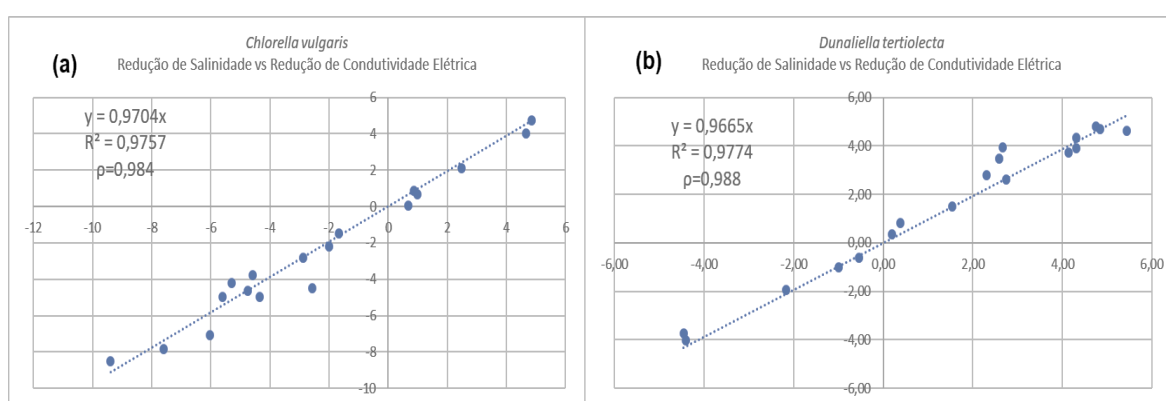 (a)
Chlorella vulgaris
Redução de Salinidade vs Redução de Condutividade Elétrica
y = 0,9704x
R² = 0,9757
ρ=0,984
6
4
2
0
-2
-4
-6
-8
-10
-12
-10
-8
-6
-4
-2
0
2
4
6
(b)
Dunaliella tertiolecta
Redução de Salinidade vs Redução de Condutividade Elétrica
y = 0,9665x
R² = 0,9774
ρ=0,988
6,00
4,00
2,00
0,00
-2,00
-4,00
-6,00
-6,00
-4,00
-2,00
0,00
2,00
4,00
6,00